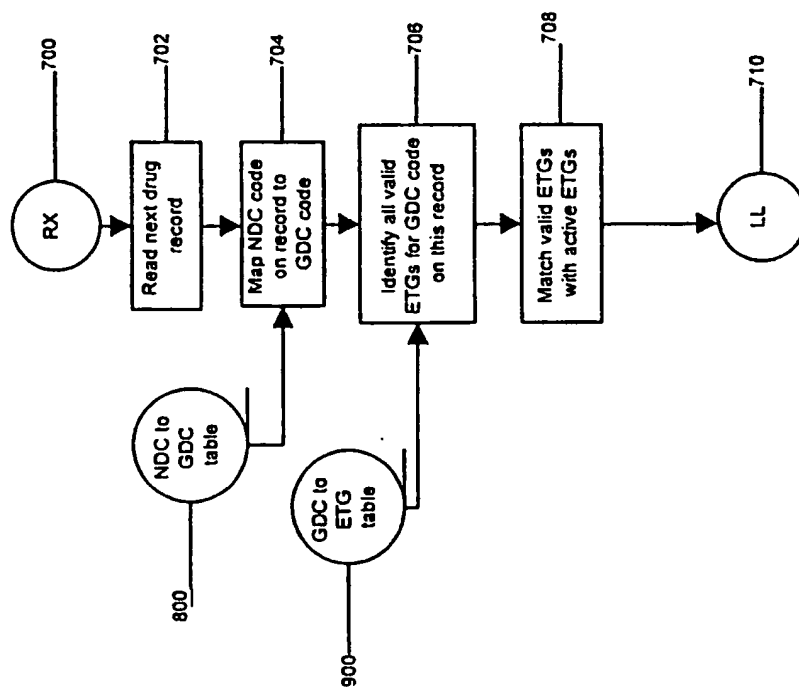 RX
700
Read next drug
record
702
Map NDC code
on record to
GDC code
704
NDC to
GDC
table
800
Identify all valid
ETGs for GDC code
on this record
706
GDC to
ETG
table
900
Match valid ETGs
with active ETGs
708
LL
710